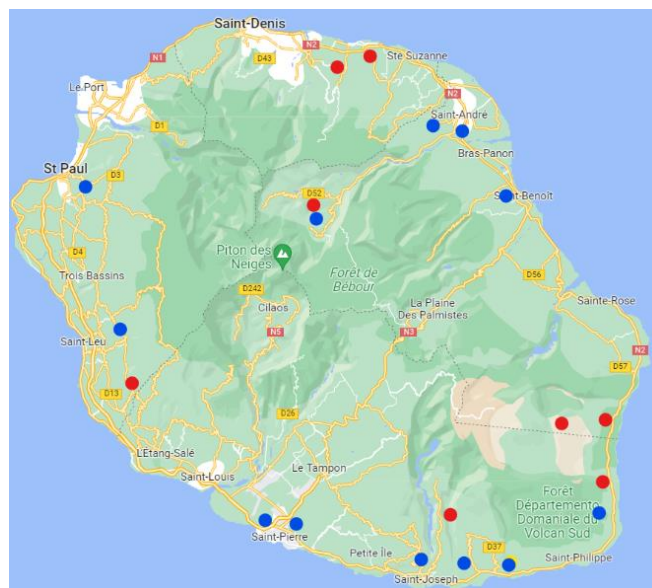 Saint-Denis
N2
N1
D43
Ste Suzanne
Le Port
N2
Saint-André
D1
Bras-Panon
St Paul
D3
D52
Saint-Benoît
Piton des
Neiges
D4
Forêt de
Bébour
Trois Bassins
D56
D242
Cilaos
La Plaine
Des Palmistes
Sainte-Rose
N5
N3
Saint-Leu
N2
D57
D13
D26
L'Étang-Salé
Le Tampon
Saint-Louis
Forêt
Départemento
Domaniale du
Volcan Sud
Saint-Pierre
Petite Île
D37
Saint-Philippe
Saint-Joseph